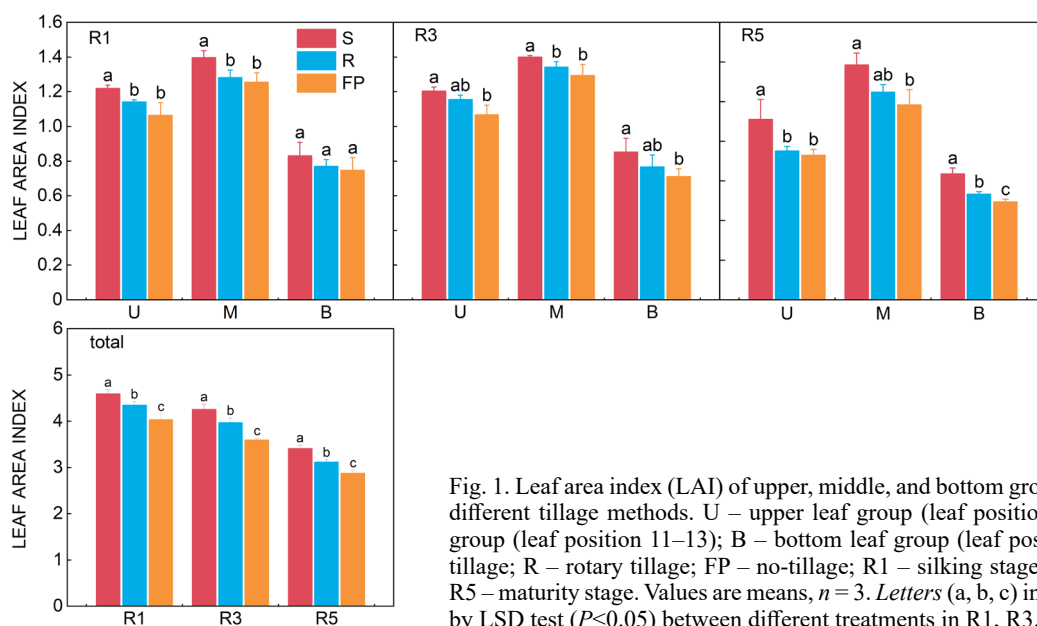 R1
S
R
FP
R3
R5
LEAF AREA INDEX
1.6
1.4
1.2
1.0
0.8
0.6
0.4
0.2
0
a b b
a b b
a a a
a ab b
a b b
a ab b
a b b
a ab b
a b c
U M B
U M B
U M B
total
LEAF AREA INDEX
6
5
4
3
2
1
0
a b c
a b c
a b c
R1 R3 R5
Fig. 1. Leaf area index (LAI) of upper, middle, and bottom gro
different tillage methods. U – upper leaf group (leaf position
group (leaf position 11–13); B – bottom leaf group (leaf pos
tillage; R – rotary tillage; FP – no-tillage; R1 – silking stage
R5 – maturity stage. Values are means, n = 3. Letters (a, b, c) in
by LSD test (P<0.05) between different treatments in R1, R3,